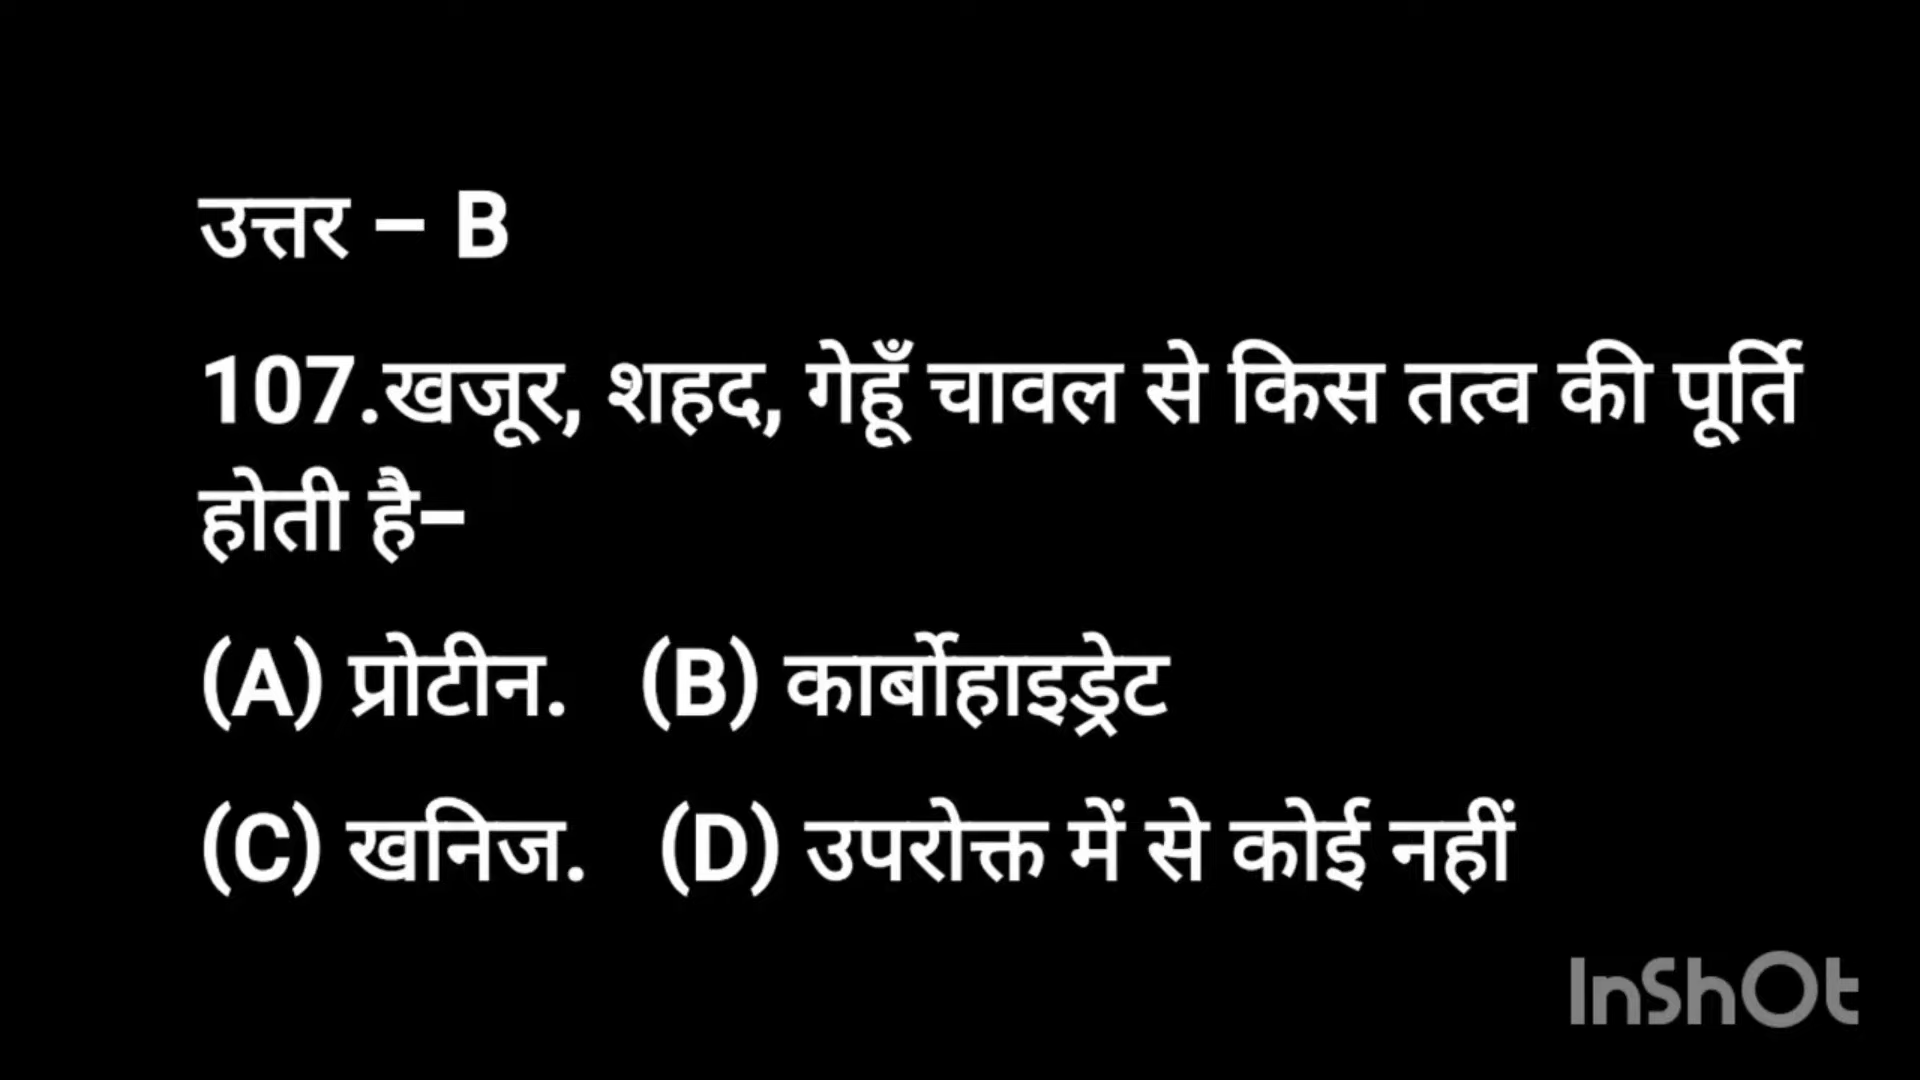 उत्तर – B
107.खजूर, शहद, गेहूँ चावल से किस तत्व की पूर्ति
होती है–
(A) प्रोटीन. (B) कार्बोहाइड्रेट
(C) खनिज. (D) उपरोक्त में से कोई नहीं
InShOt